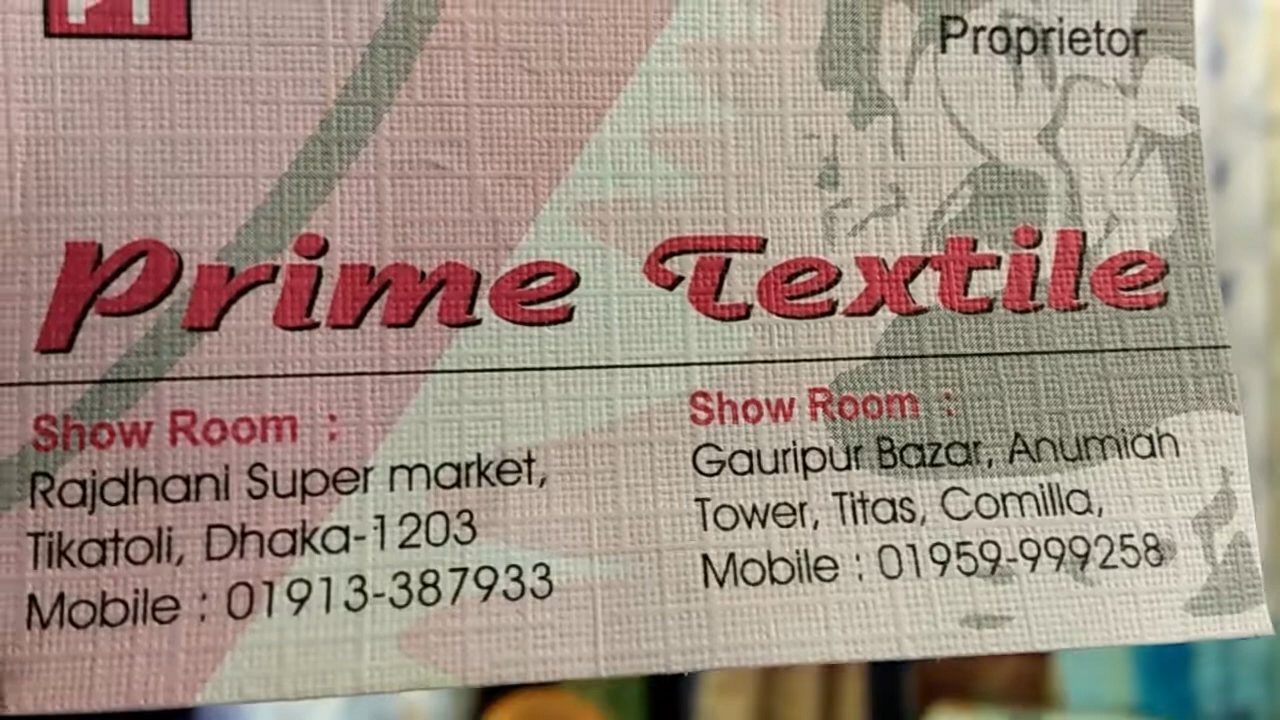 PT
Proprietor
Prime Textile
Show Room :
Rajdhani Super market,
Tikatoli, Dhaka-1203
Mobile : 01913-387933
Show Room :
Gauripur Bazar, Anumiah
Tower, Titas, Comilla,
Mobile : 01959-999258